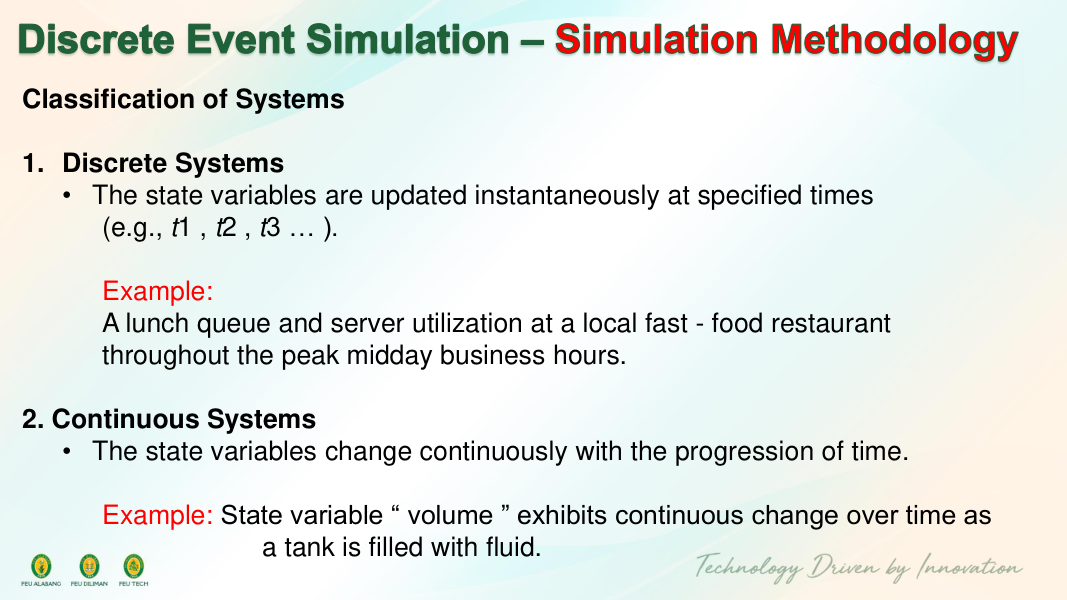 Discrete Event Simulation – Simulation Methodology
Classification of Systems
1. Discrete Systems
• The state variables are updated instantaneously at specified times
(e.g., t1 , t2 , t3 … ).
Example:
A lunch queue and server utilization at a local fast - food restaurant
throughout the peak midday business hours.
2. Continuous Systems
• The state variables change continuously with the progression of time.
Example: State variable “ volume ” exhibits continuous change over time as
a tank is filled with fluid.
FEU ALABANG FEU DILIMAN FEU TECH
Technology Driven by Innovation